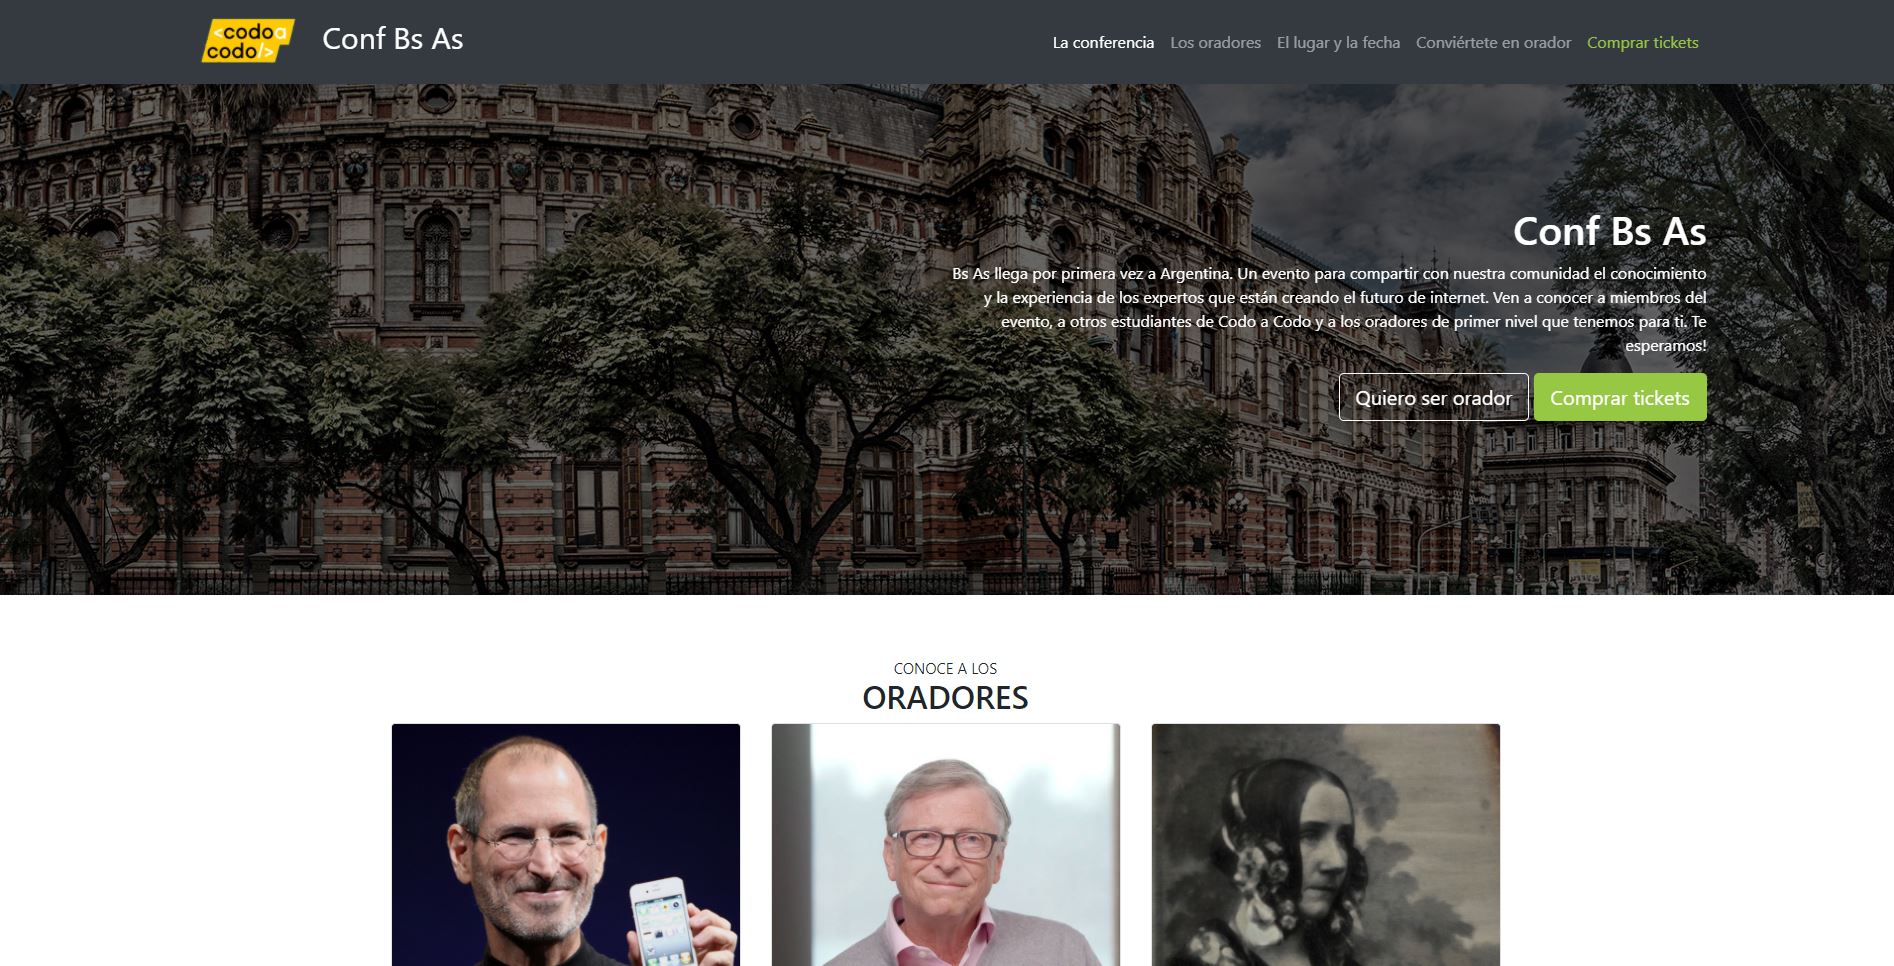 <codo a
codo/>
Conf Bs As
La conferencia
Los oradores
El lugar y la fecha
Conviértete en orador
Comprar tickets
Conf Bs As
Bs As llega por primera vez a Argentina. Un evento para compartir con nuestra comunidad el conocimiento
y la experiencia de los expertos que están creando el futuro de internet. Ven a conocer a miembros del
evento, a otros estudiantes de Codo a Codo y a los oradores de primer nivel que tenemos para ti. Te
esperamos!
Quiero ser orador
Comprar tickets
CONOCE A LOS
ORADORES